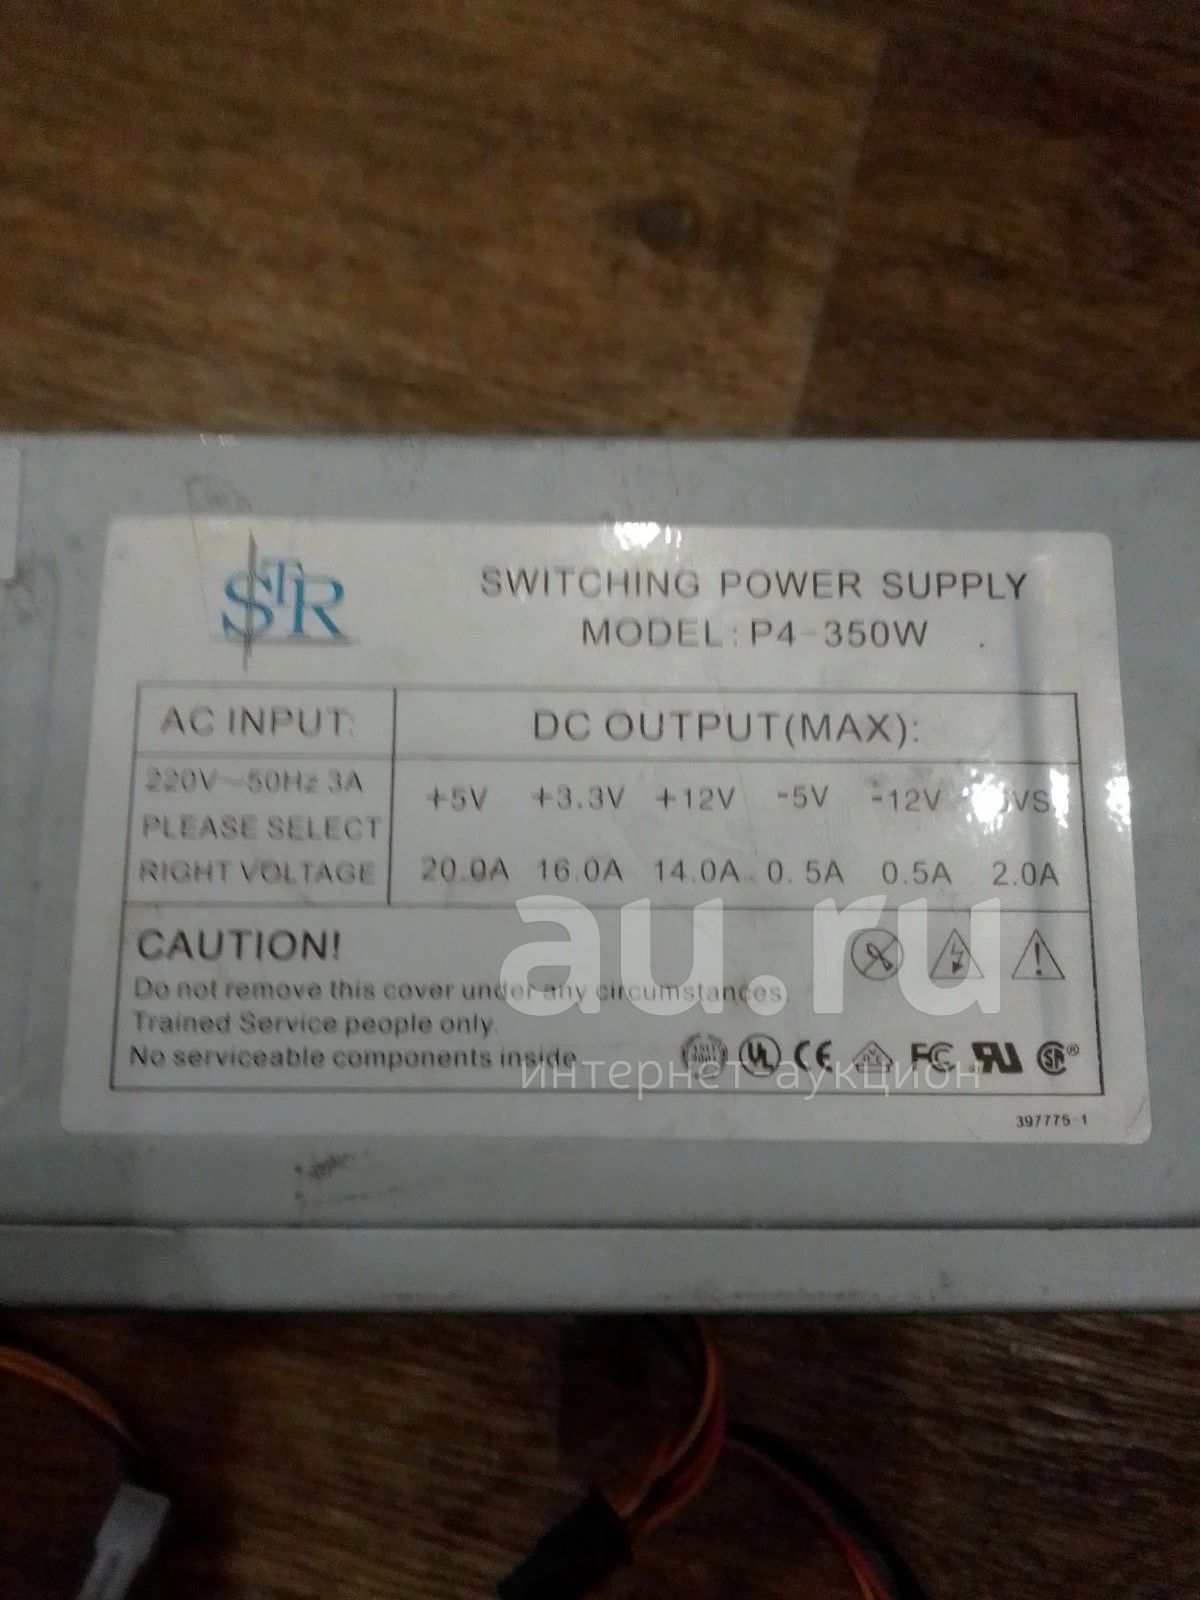 STR
SWITCHING POWER SUPPLY
MODEL: P4-350W
AC INPUT:
DC OUTPUT(MAX):
220V~50Hz 3A
PLEASE SELECT
RIGHT VOLTAGE
+5V +3.3V +12V -5V -12V
20.0A 16.0A 14.0A 0.5A 0.5A 2.0A
CAUTION!
Do not remove this cover under any circumstances.
Trained Service people only.
No serviceable components inside
UL CE FC RU SA®
397775-1
au.ru
интернет-аукцион